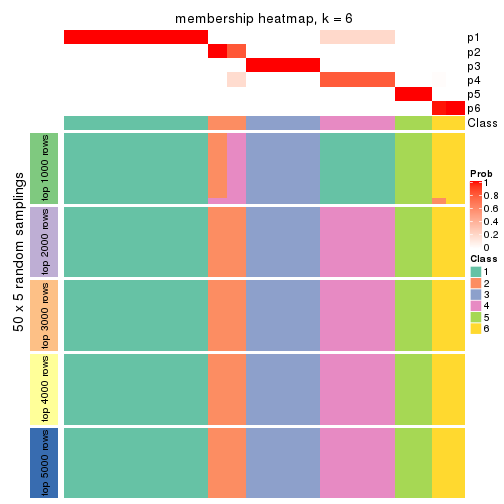 membership heatmap, k = 6
p1
p2
p3
p4
p5
p6
Class
50 x 5 random samplings
top 1000 rows
top 2000 rows
top 3000 rows
top 4000 rows
top 5000 rows
Prob
1
0.8
0.6
0.4
0.2
0
Class
1
2
3
4
5
6